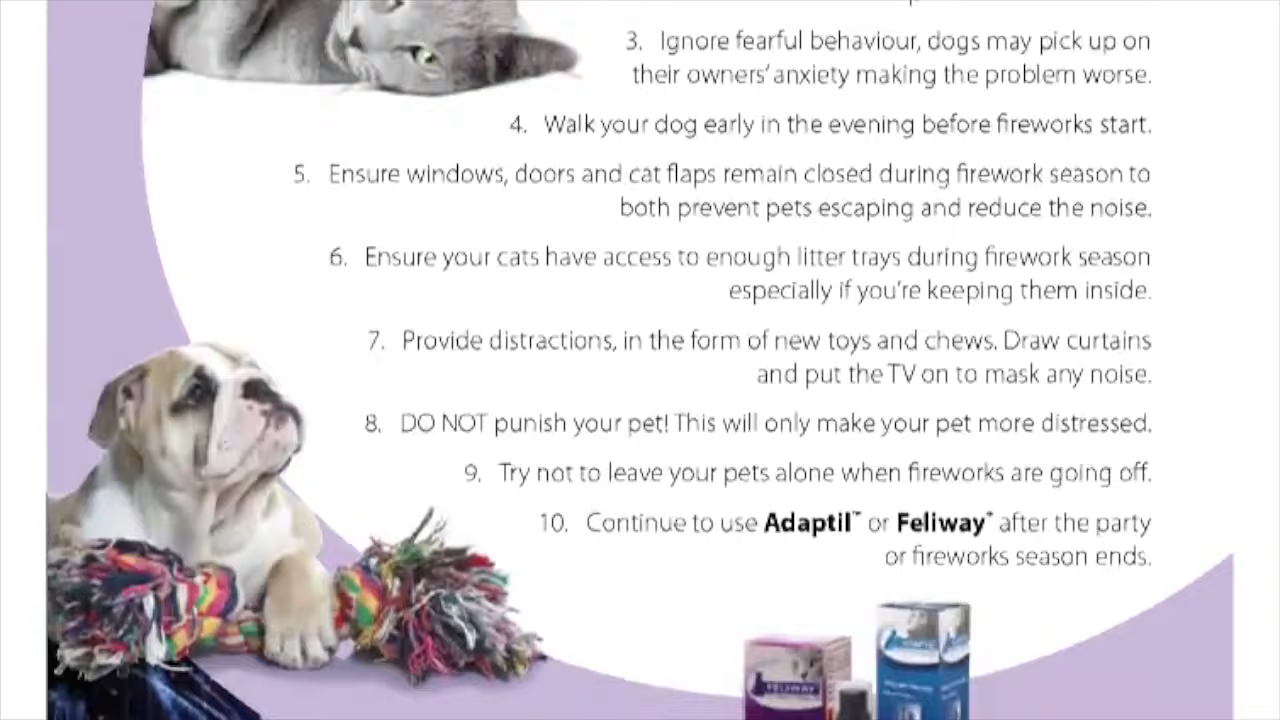 3. Ignore fearful behaviour, dogs may pick up on
their owners' anxiety making the problem worse.
4. Walk your dog early in the evening before fireworks start.
5. Ensure windows, doors and cat flaps remain closed during firework season to
both prevent pets escaping and reduce the noise.
6. Ensure your cats have access to enough litter trays during firework season
especially if you're keeping them inside.
7. Provide distractions, in the form of new toys and chews. Draw curtains
and put the TV on to mask any noise.
8. DO NOT punish your pet! This will only make your pet more distressed.
9. Try not to leave your pets alone when fireworks are going off.
10. Continue to use Adaptil™ or Feliway® after the party
or fireworks season ends.
FELIWAY